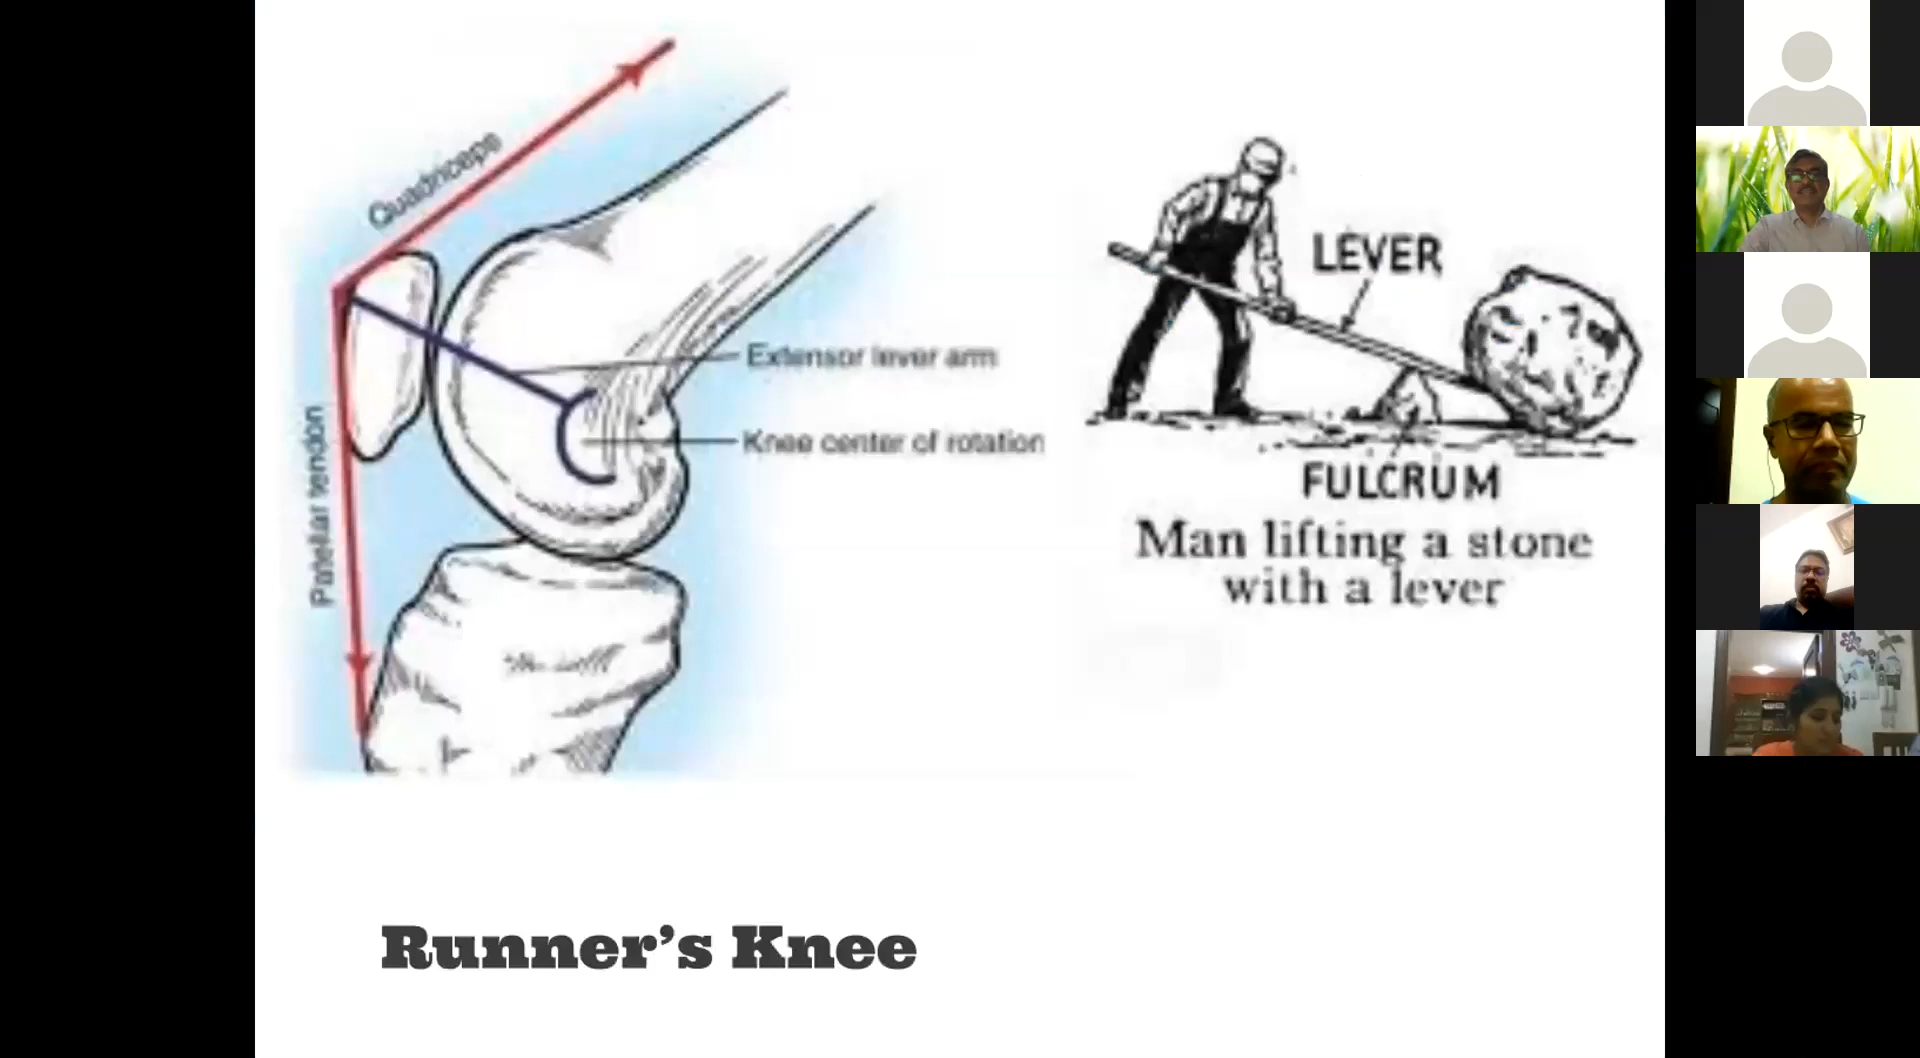 Quadriceps
Extensor lever arm
Knee center of rotation
Patellar tendon
LEVER
FULCRUM
Man lifting a stone
with a lever
Runner's Knee